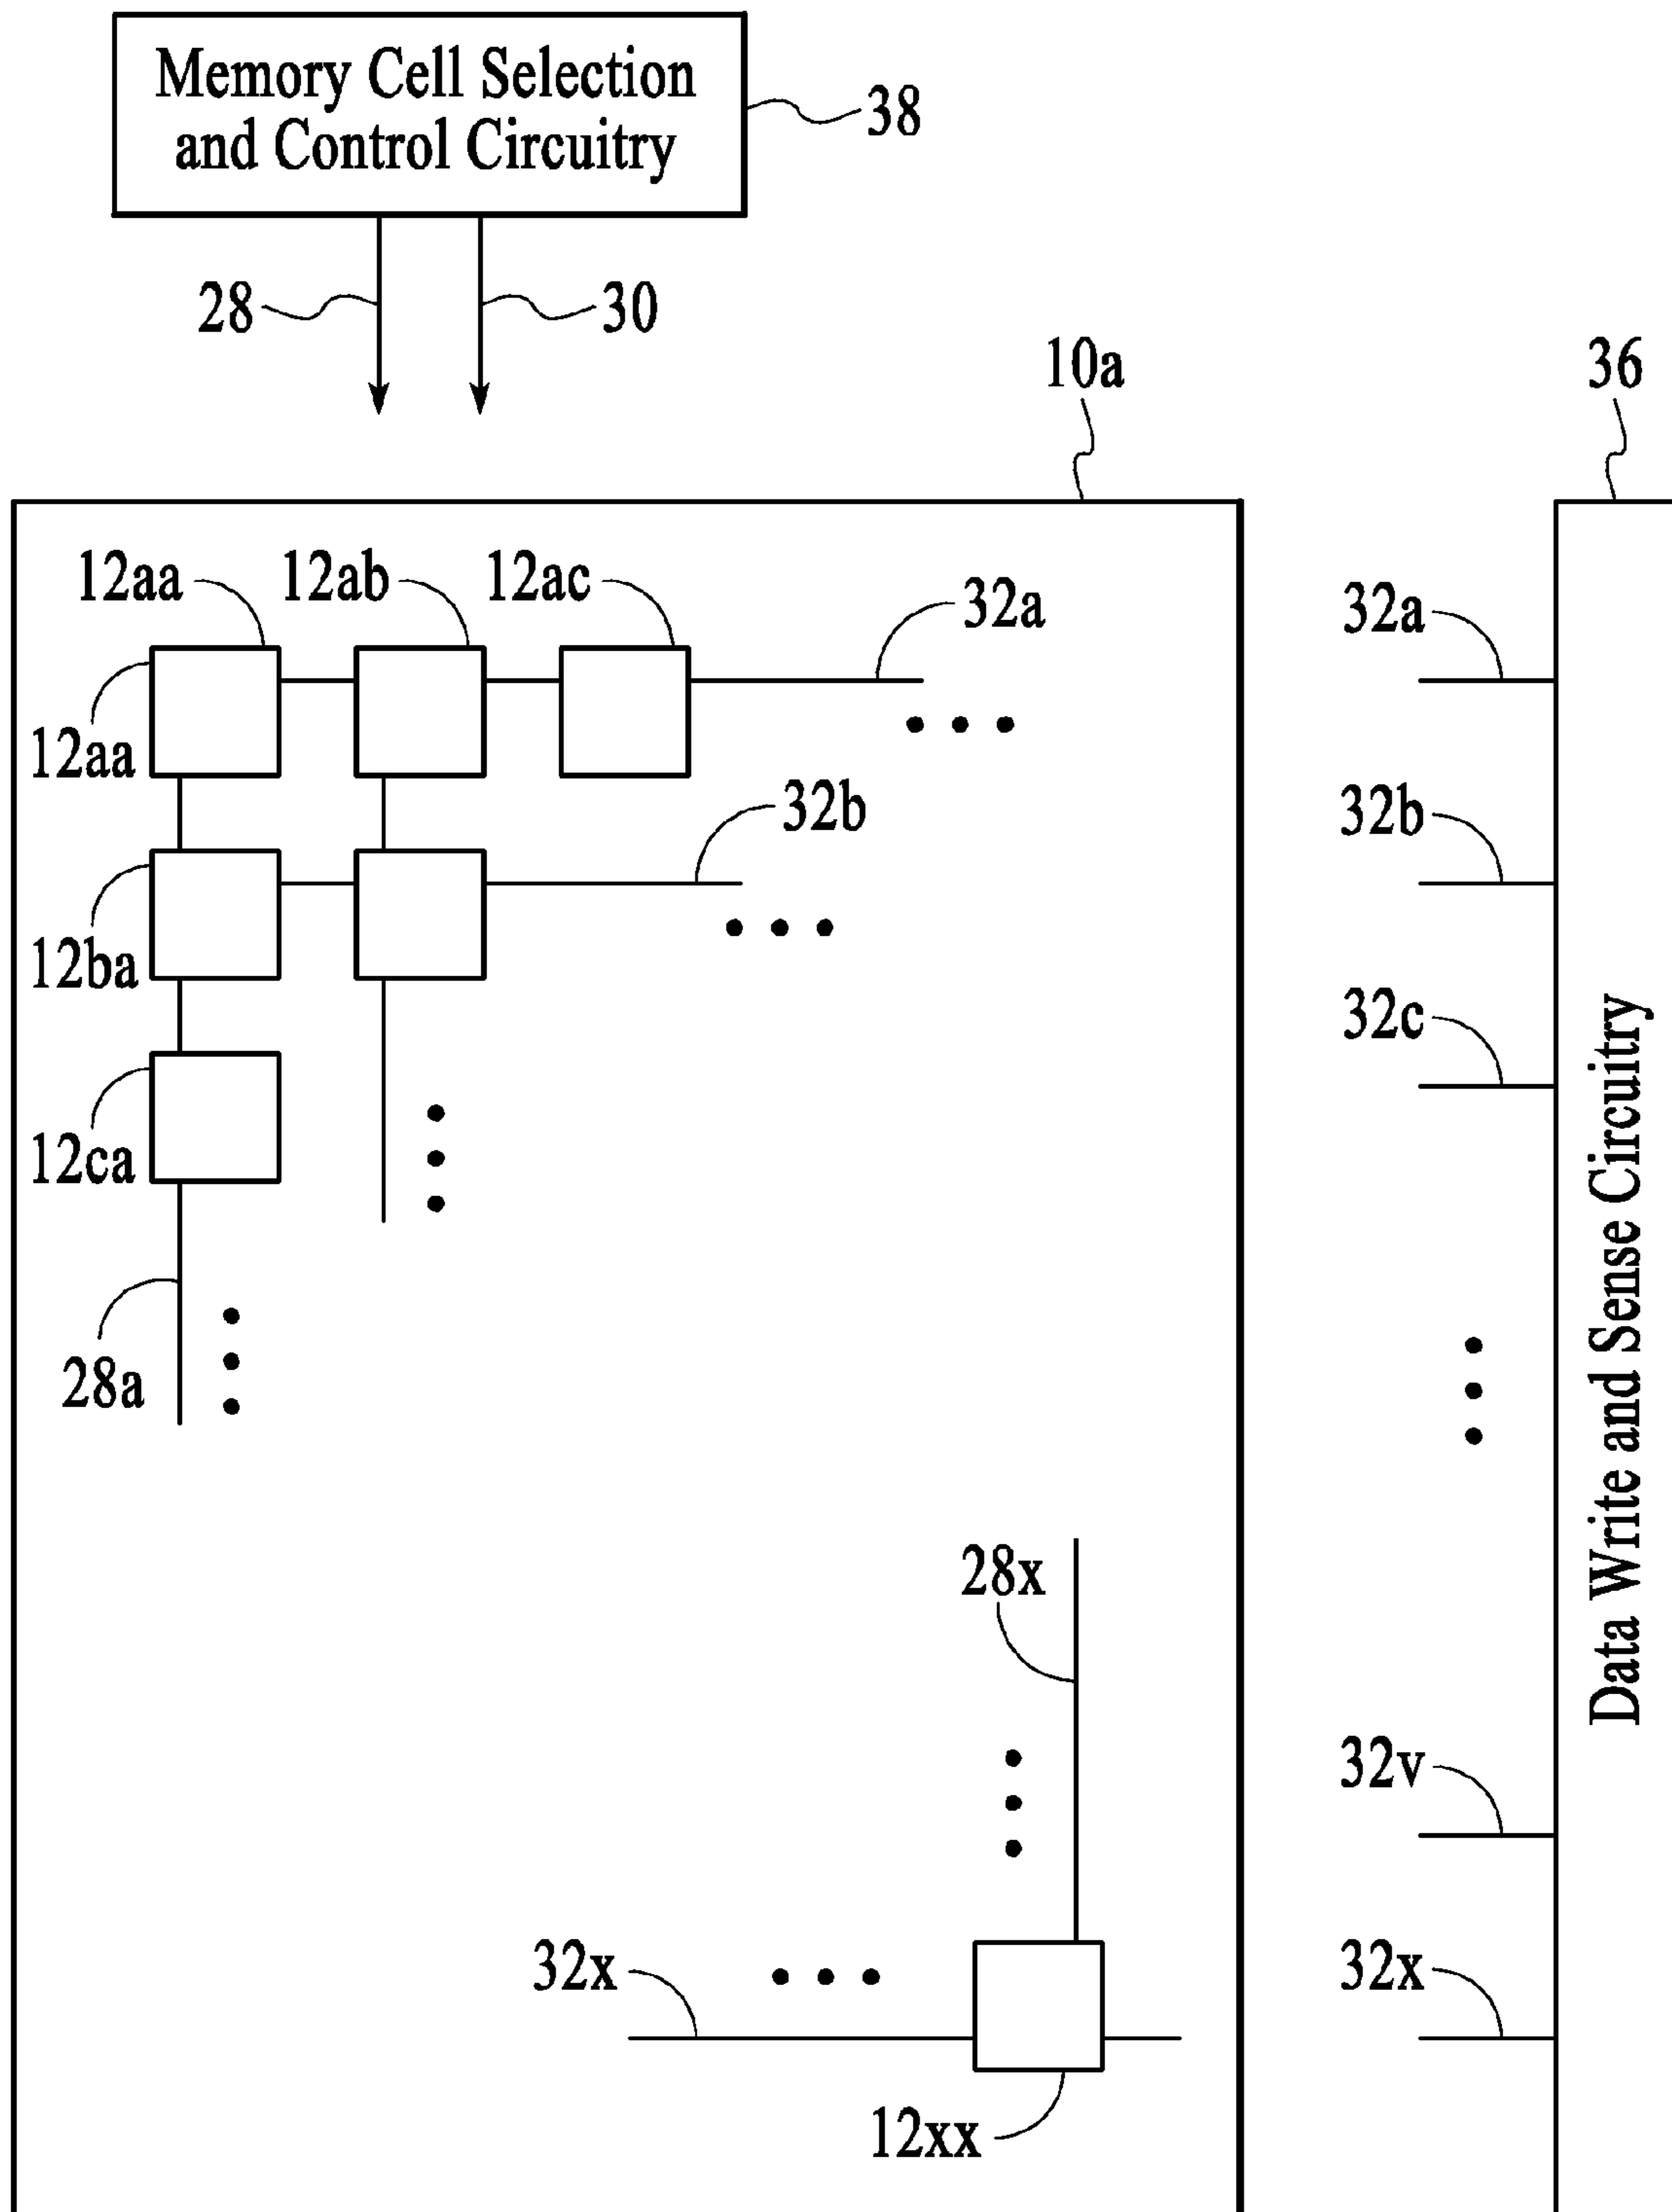 Memory Cell Selection
and Control Circuitry
38
28
30
10a
36
12aa
12ab
12ac
32a
32a
12aa
32b
32b
12ba
32c
12ca
28a
Data Write and Sense Circuitry
28x
32v
32x
32x
12xx